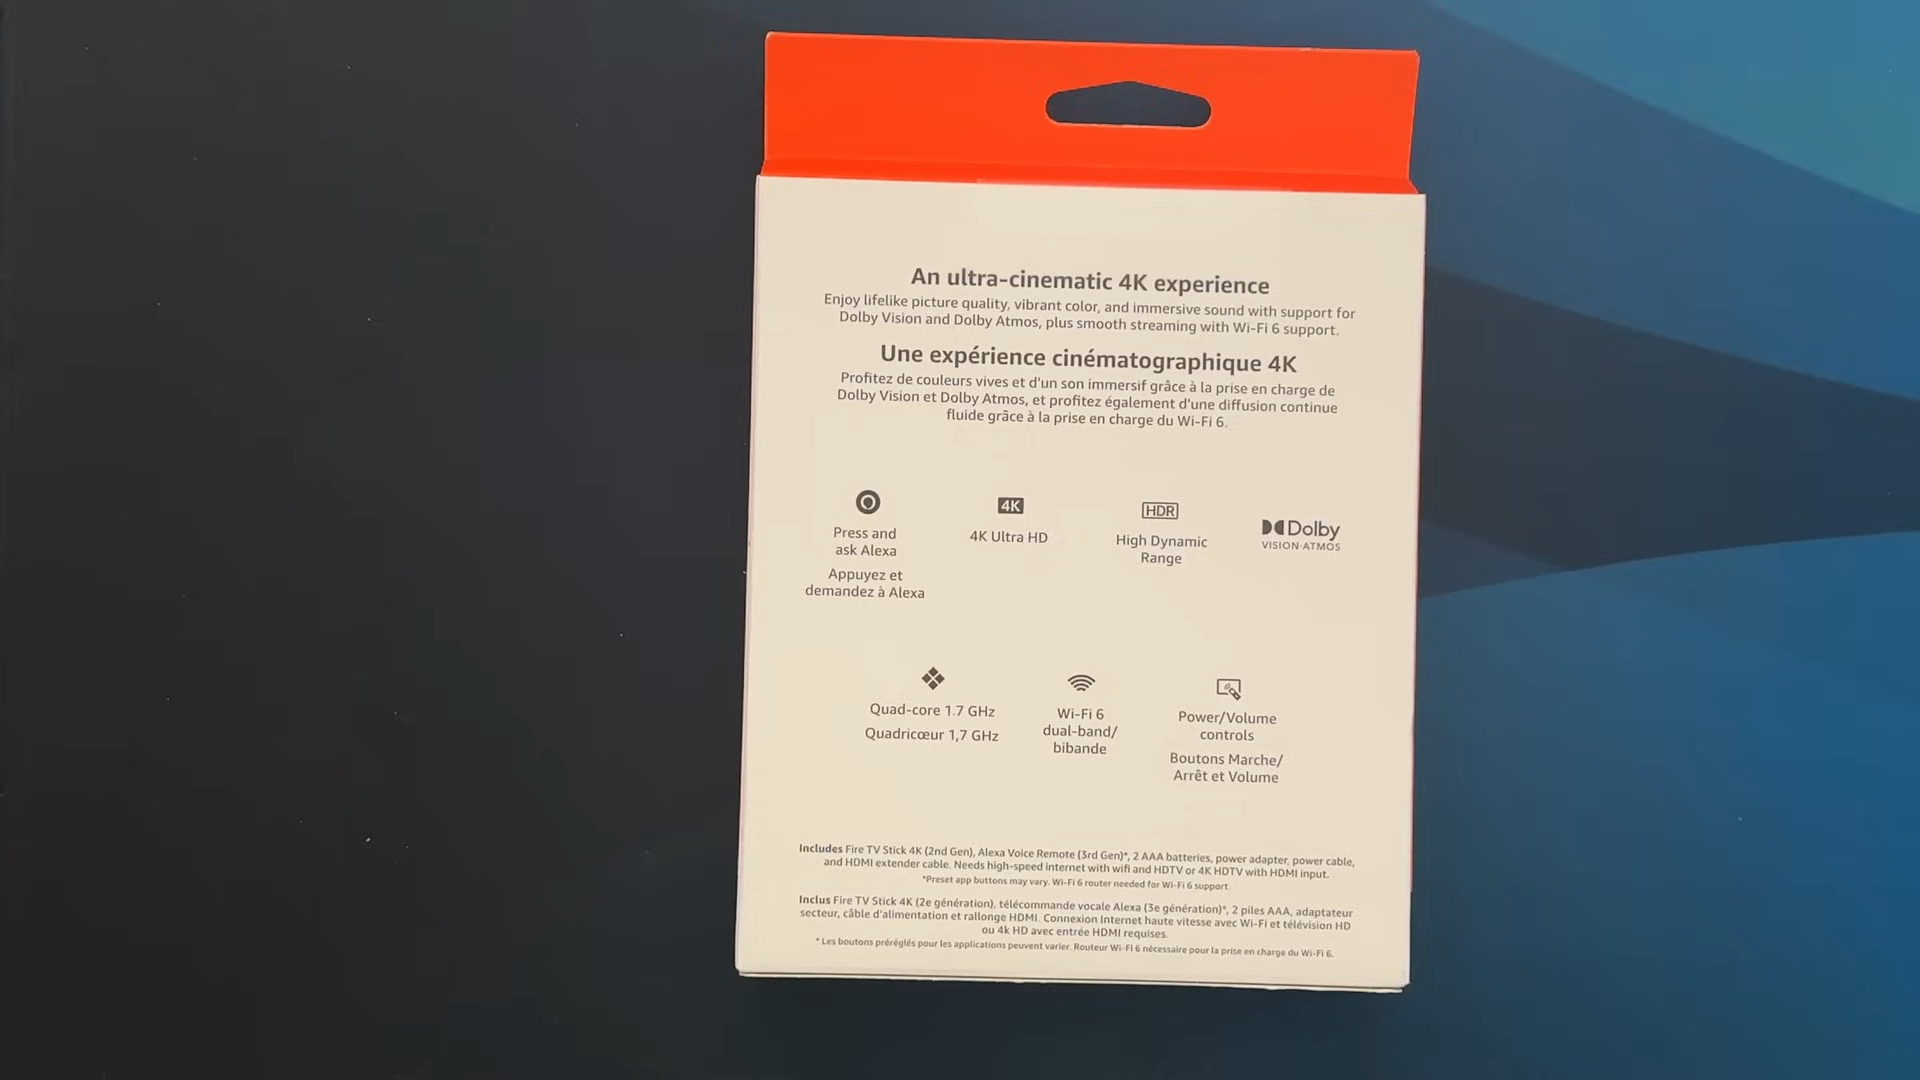 An ultra-cinematic 4K experience
Enjoy lifelike picture quality, vibrant color, and immersive sound with support for
Dolby Vision and Dolby Atmos, plus smooth streaming with Wi-Fi 6 support.
Une expérience cinématographique 4K
Profitez de couleurs vives et d'un son immersif grâce à la prise en charge de
Dolby Vision et Dolby Atmos, et profitez également d'une diffusion continue
fluide grâce à la prise en charge du Wi-Fi 6.
Press and
ask Alexa
Appuyez et
demandez à Alexa
4K
4K Ultra HD
HDR
High Dynamic
Range
Dolby
VISION·ATMOS
Quad-core 1.7 GHz
Quadricœur 1,7 GHz
Wi-Fi 6
dual-band/
bibande
Power/Volume
controls
Boutons Marche/
Arrêt et Volume
Includes Fire TV Stick 4K (2nd Gen), Alexa Voice Remote (3rd Gen)*, 2 AAA batteries, power adapter, power cable,
and HDMI extender cable. Needs high-speed internet with wifi and HDTV or 4K HDTV with HDMI input.
*Preset app buttons may vary. Wi-Fi 6 router needed for Wi-Fi 6 support.
Inclus Fire TV Stick 4K (2e génération), télécommande vocale Alexa (3e génération)*, 2 piles AAA, adaptateur
secteur, câble d'alimentation et rallonge HDMI. Connexion Internet haute vitesse avec Wi-Fi et télévision HD
ou 4k HD avec entrée HDMI requises.
* Les boutons préréglés pour les applications peuvent varier. Routeur Wi-Fi 6 nécessaire pour la prise en charge du Wi-Fi 6.